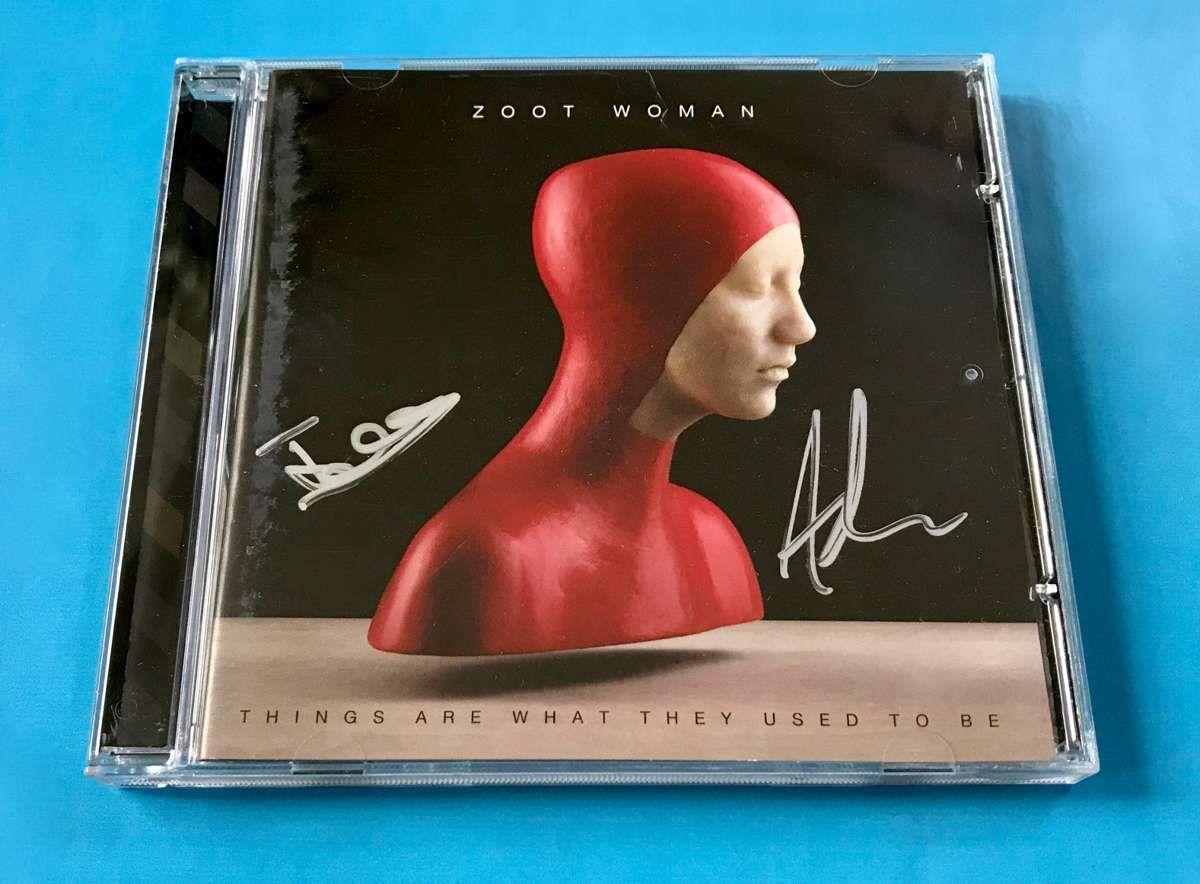 ZOOT WOMAN
THINGS ARE WHAT THEY USED TO BE